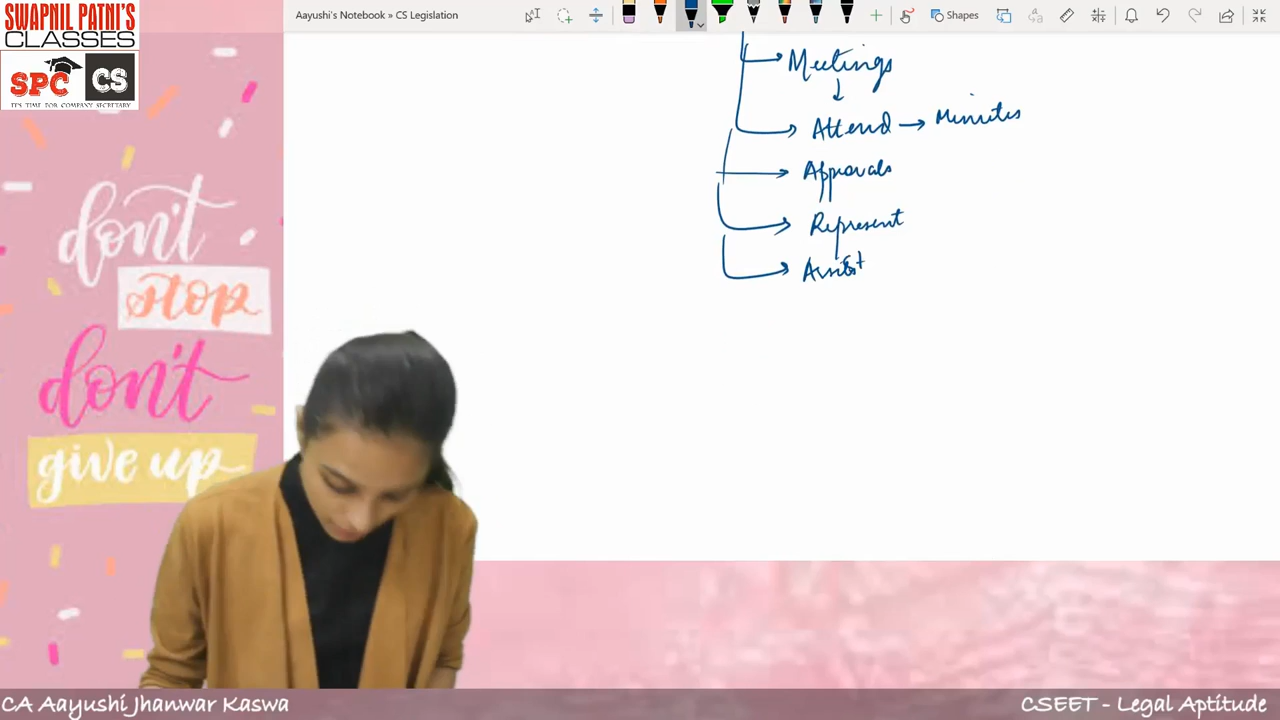 SWAPNIL PATNI'S
CLASSES
SPC CS
IT'S TIME FOR COMPANY SECRETARY
Aayushi's Notebook » CS Legislation
Shapes
Meetings
Attend → Minutes
Approvals
Represent
Assist
don't
stop
don't
give up
CA Aayushi Jhanwar Kaswa
CSEET - Legal Aptitude